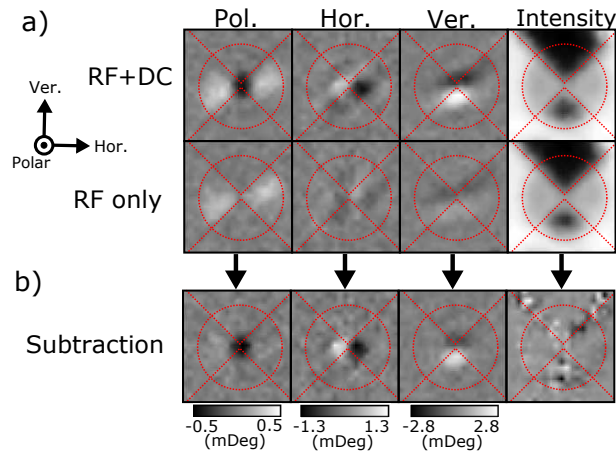 a)
Pol. Hor. Ver. Intensity
RF+DC
Ver.
Hor.
Polar
RF only
b)
Subtraction
-0.5 0.5 -1.3 1.3 -2.8 2.8
(mDeg) (mDeg) (mDeg)